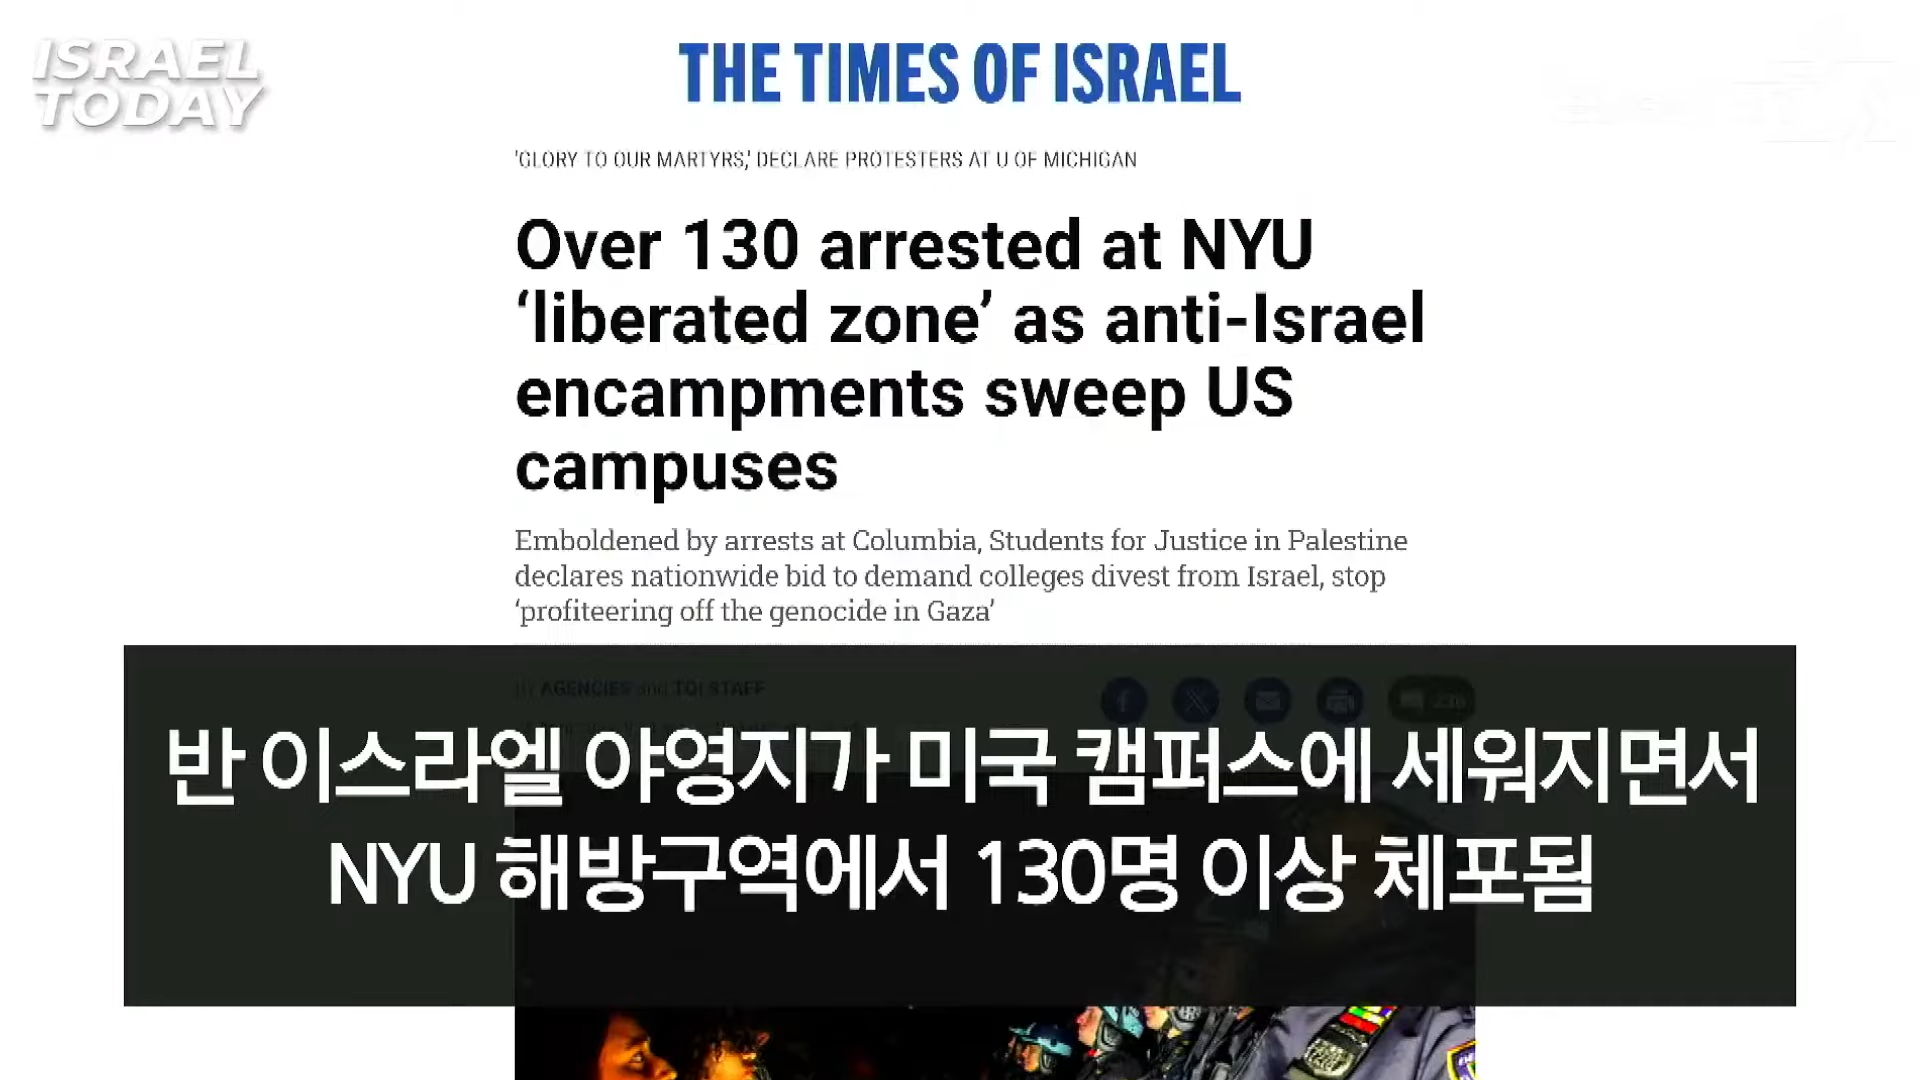 ISRAEL
TODAY
THE TIMES OF ISRAEL
'GLORY TO OUR MARTYRS,' DECLARE PROTESTERS AT U OF MICHIGAN
Over 130 arrested at NYU
‘liberated zone’ as anti-Israel
encampments sweep US
campuses
Emboldened by arrests at Columbia, Students for Justice in Palestine
declares nationwide bid to demand colleges divest from Israel, stop
‘profiteering off the genocide in Gaza’
By AGENCIES and TOI STAFF
반 이스라엘 야영지가 미국 캠퍼스에 세워지면서
NYU 해방구역에서 130명 이상 체포됨